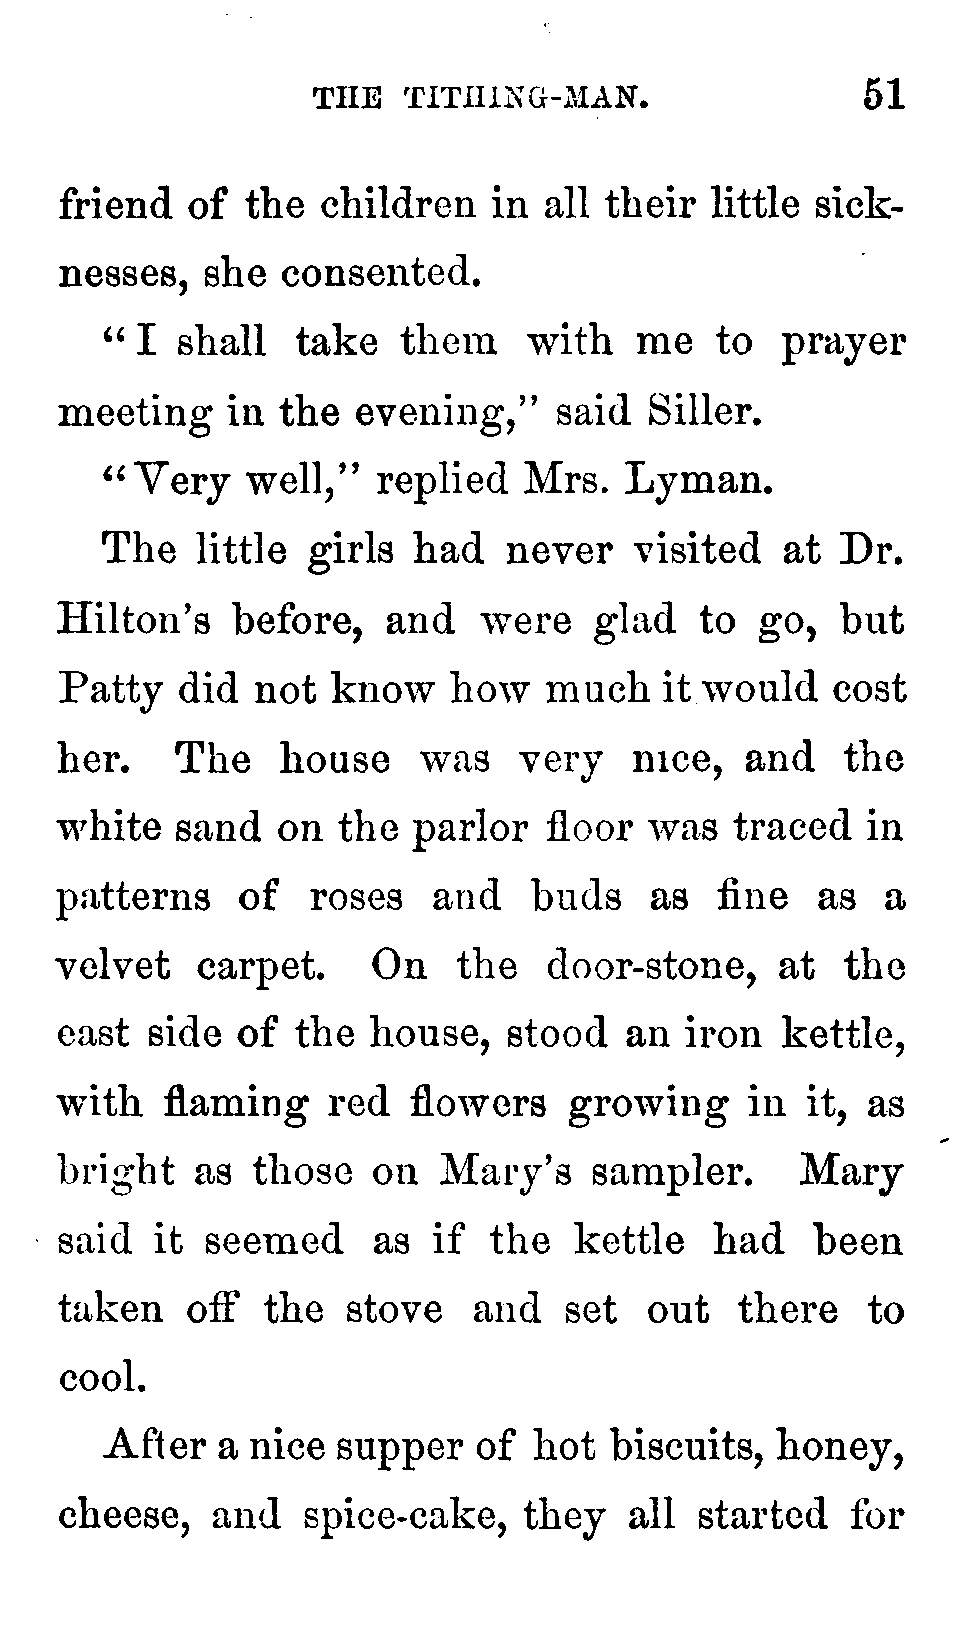 THE TITHING-MAN. 51
friend of the children in all their little sick-
nesses, she consented.
"I shall take them with me to prayer
meeting in the evening," said Siller.
"Very well," replied Mrs. Lyman.
The little girls had never visited at Dr.
Hilton's before, and were glad to go, but
Patty did not know how much it would cost
her. The house was very nice, and the
white sand on the parlor floor was traced in
patterns of roses and buds as fine as a
velvet carpet. On the door-stone, at the
east side of the house, stood an iron kettle,
with flaming red flowers growing in it, as
bright as those on Mary's sampler. Mary
said it seemed as if the kettle had been
taken off the stove and set out there to
cool.
After a nice supper of hot biscuits, honey,
cheese, and spice-cake, they all started for